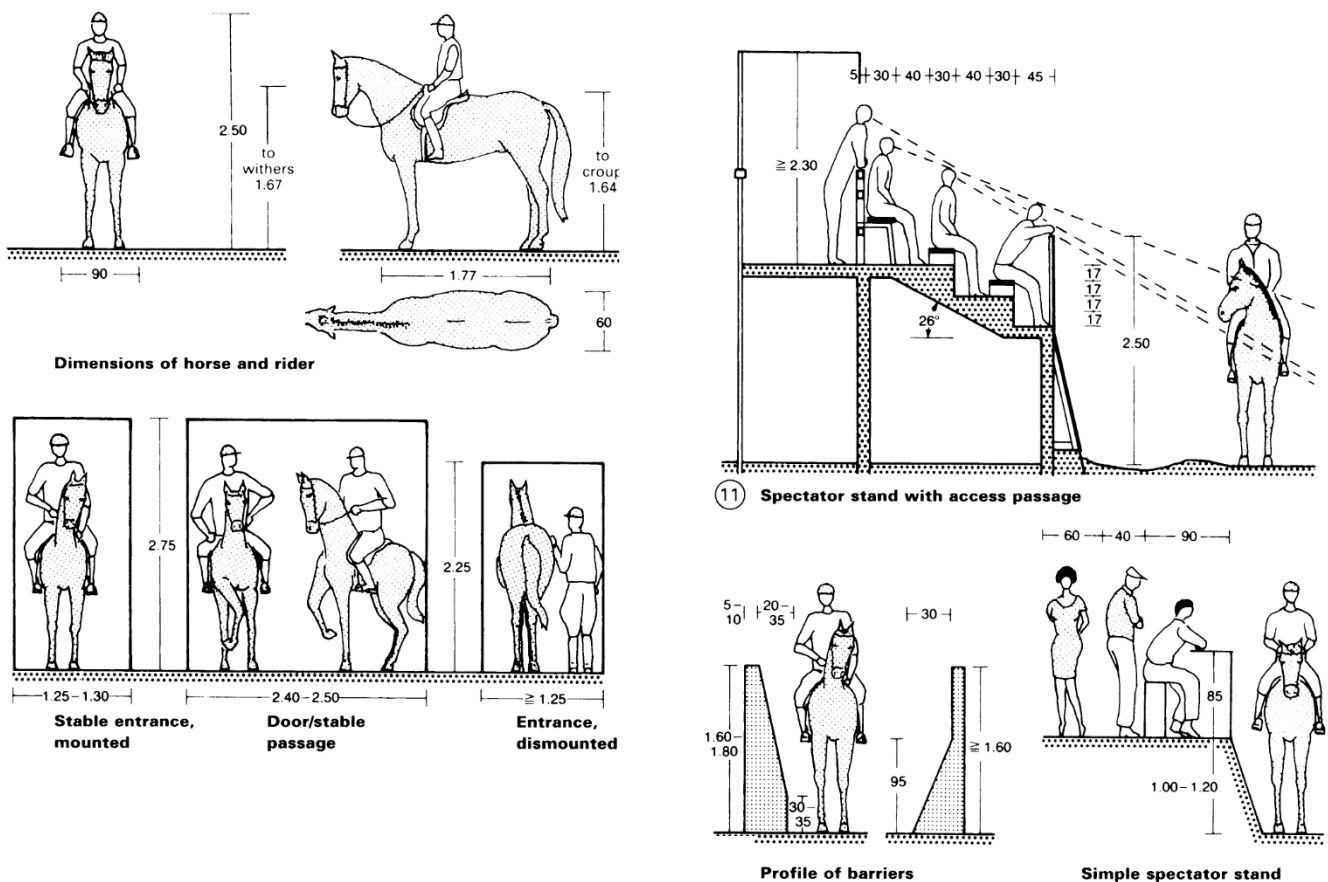 2.50
to
withers
1.67
to
croup
1.64
90
1.77
60
Dimensions of horse and rider
2.75
2.25
1.25–1.30
2.40–2.50
≧ 1.25
Stable entrance,
mounted
Door/stable
passage
Entrance,
dismounted
5 30 40 30 40 30 45
≧ 2.30
26°
17
17
17
17
2.50
11 Spectator stand with access passage
5–
10
20–
35
30
1.60–
1.80
30–
35
95
≧ 1.60
Profile of barriers
60 40 90
85
1.00–1.20
Simple spectator stand